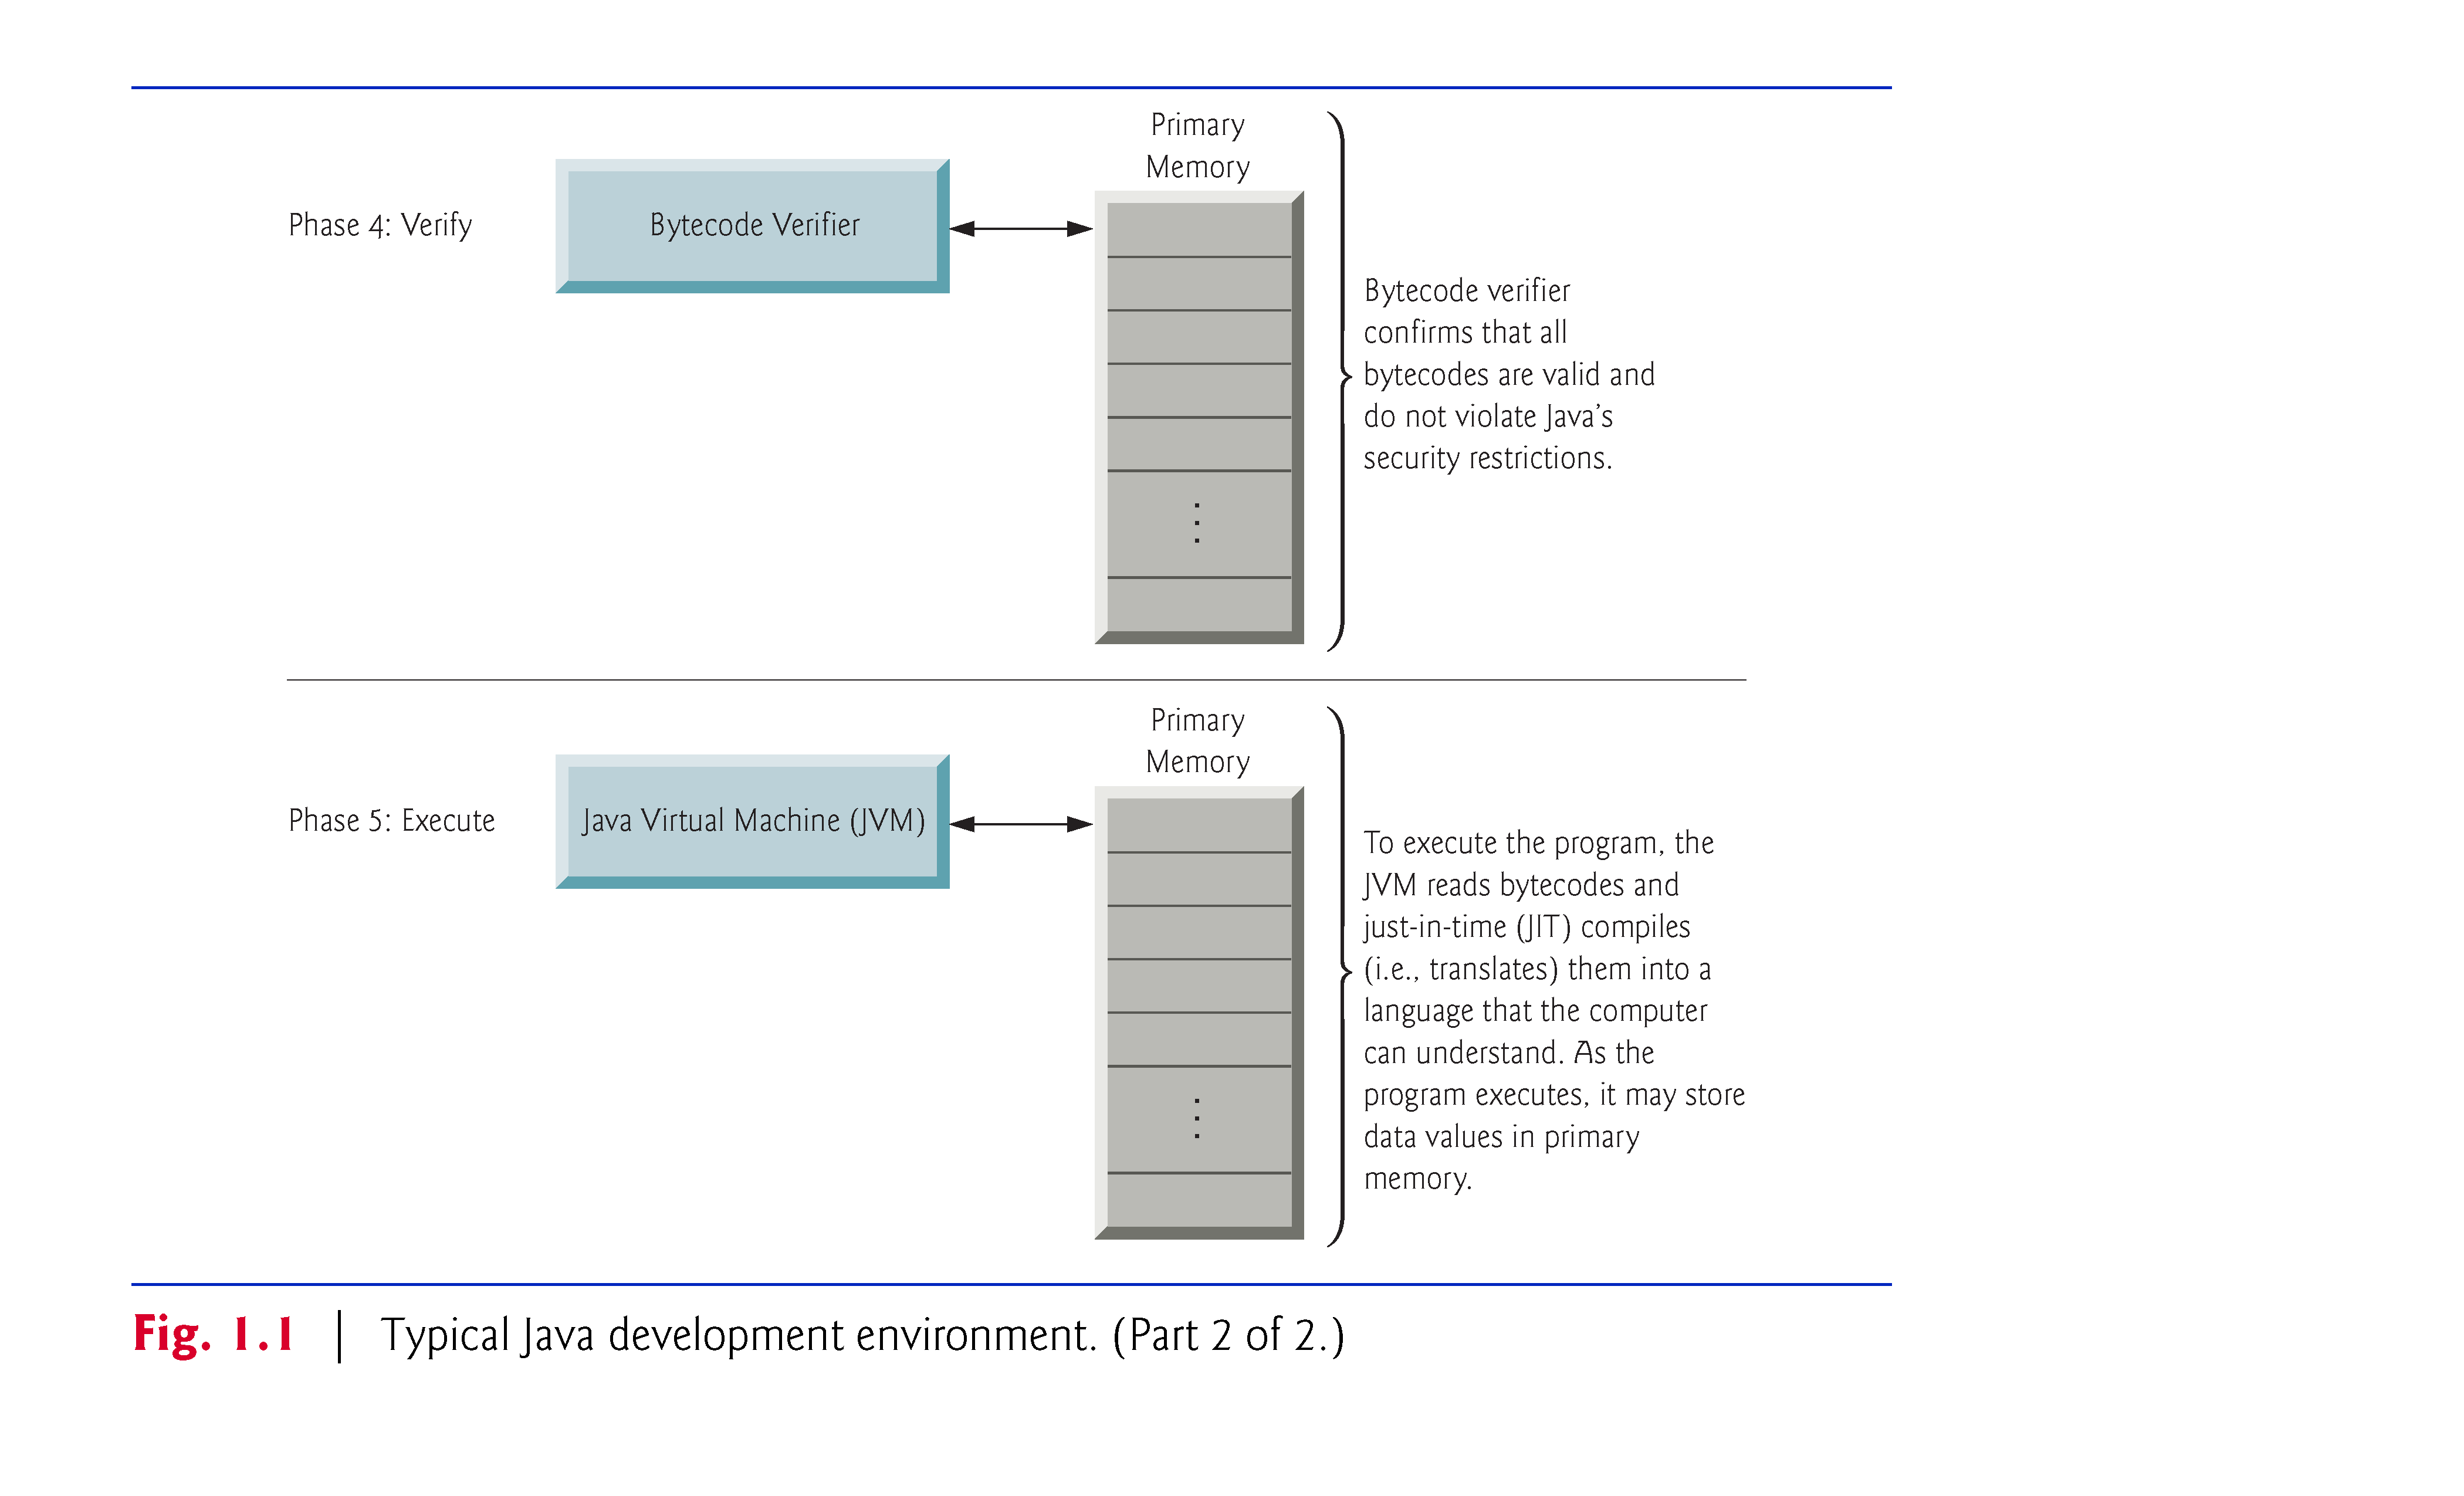 Primary
Memory
Phase 4: Verify
Bytecode Verifier
Bytecode verifier
confirms that all
bytecodes are valid and
do not violate Java’s
security restrictions.
Primary
Memory
Phase 5: Execute
Java Virtual Machine (JVM)
To execute the program, the
JVM reads bytecodes and
just-in-time (JIT) compiles
(i.e., translates) them into a
language that the computer
can understand. As the
program executes, it may store
data values in primary
memory.
Fig. 1.1 | Typical Java development environment. (Part 2 of 2.)